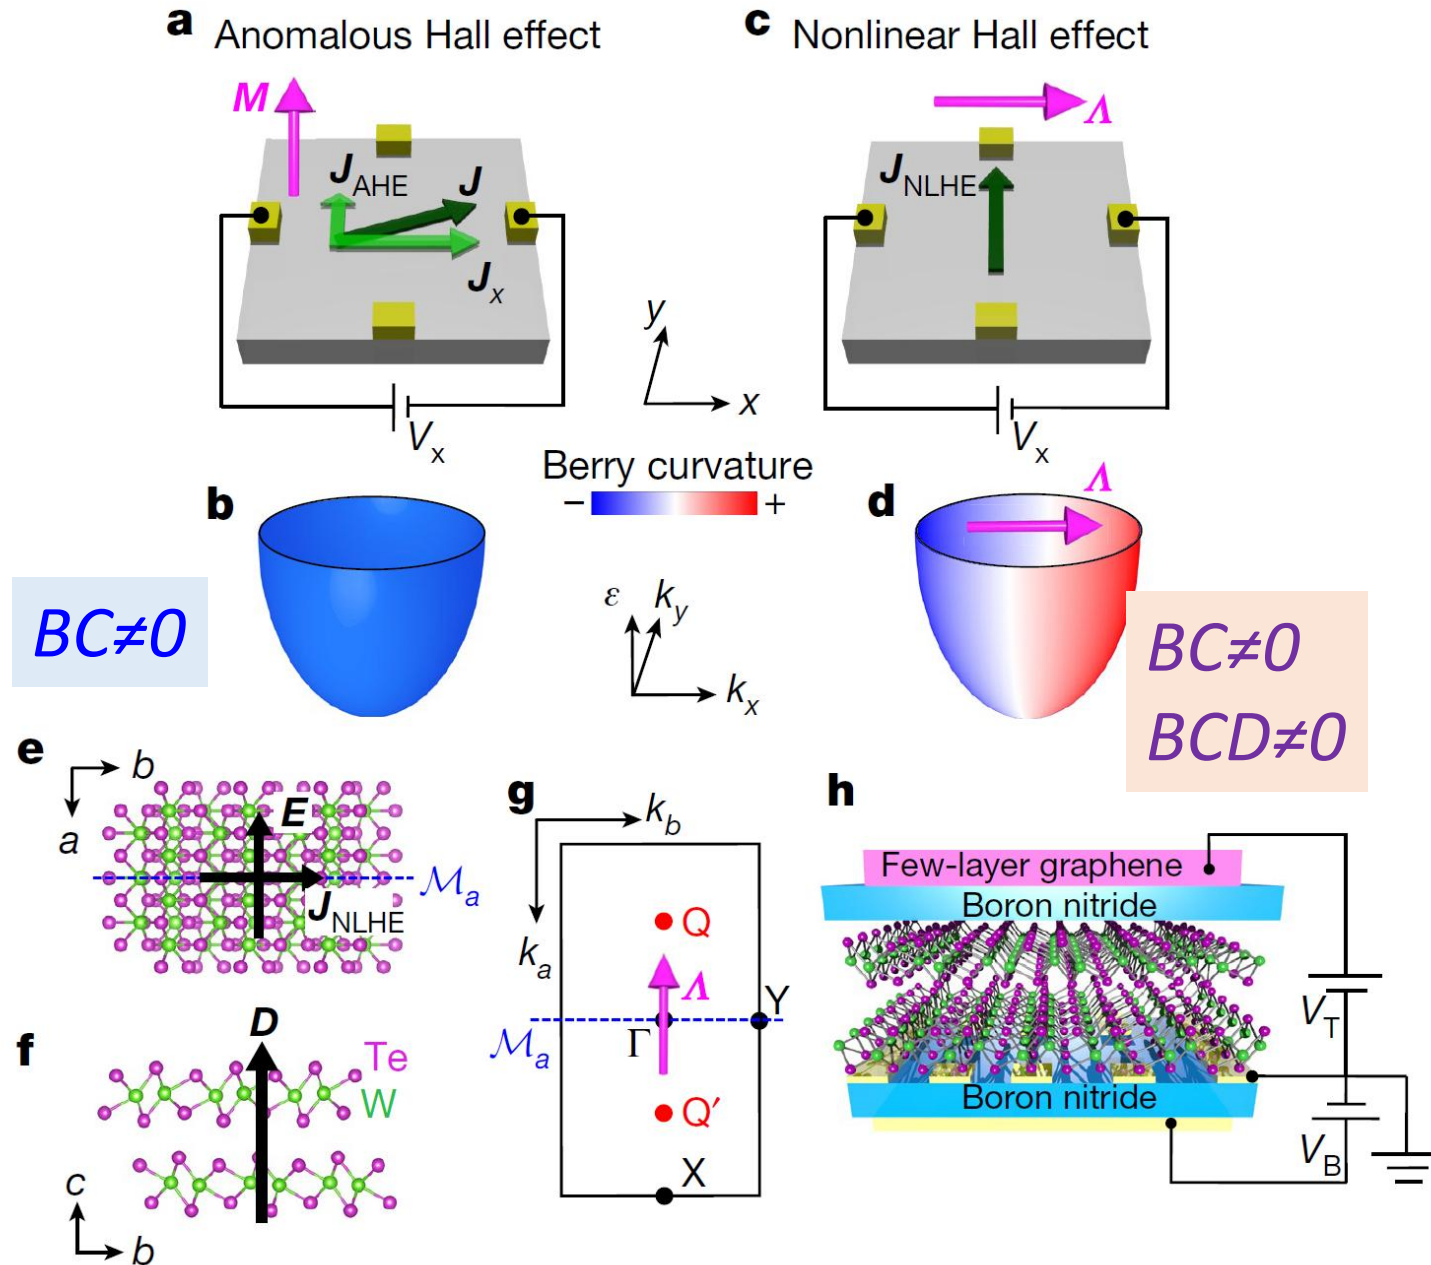 a Anomalous Hall effect
M
J_AHE
J
J_x
V_x
c Nonlinear Hall effect
Λ
J_NLHE
V_x
y
x
Berry curvature
− +
b
BC≠0
ε
k_y
k_x
d
Λ
BC≠0
BCD≠0
e
b
a
E
J_NLHE
ℳ_a
f
D
Te
W
c
b
g
k_b
k_a
Q
Λ
Y
Γ
ℳ_a
Q′
X
h
Few-layer graphene
Boron nitride
Boron nitride
V_T
V_B